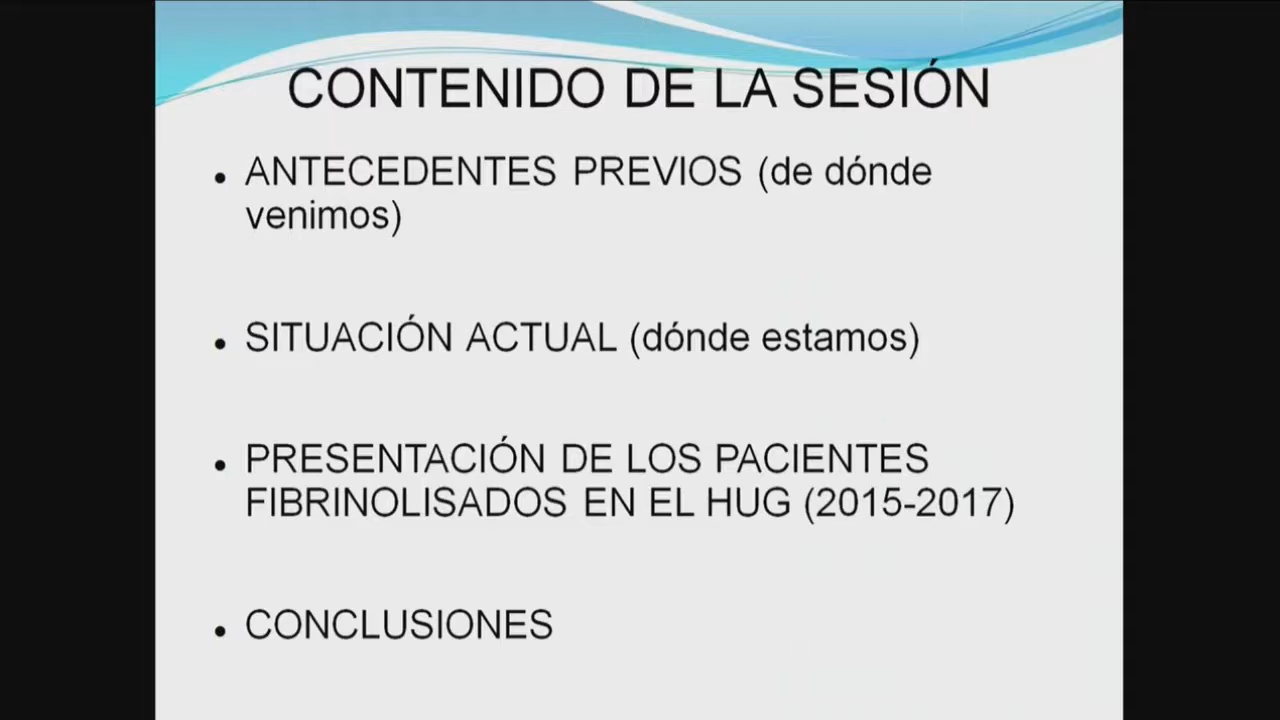 CONTENIDO DE LA SESIÓN
• ANTECEDENTES PREVIOS (de dónde
venimos)
• SITUACIÓN ACTUAL (dónde estamos)
• PRESENTACIÓN DE LOS PACIENTES
FIBRINOLISADOS EN EL HUG (2015-2017)
• CONCLUSIONES